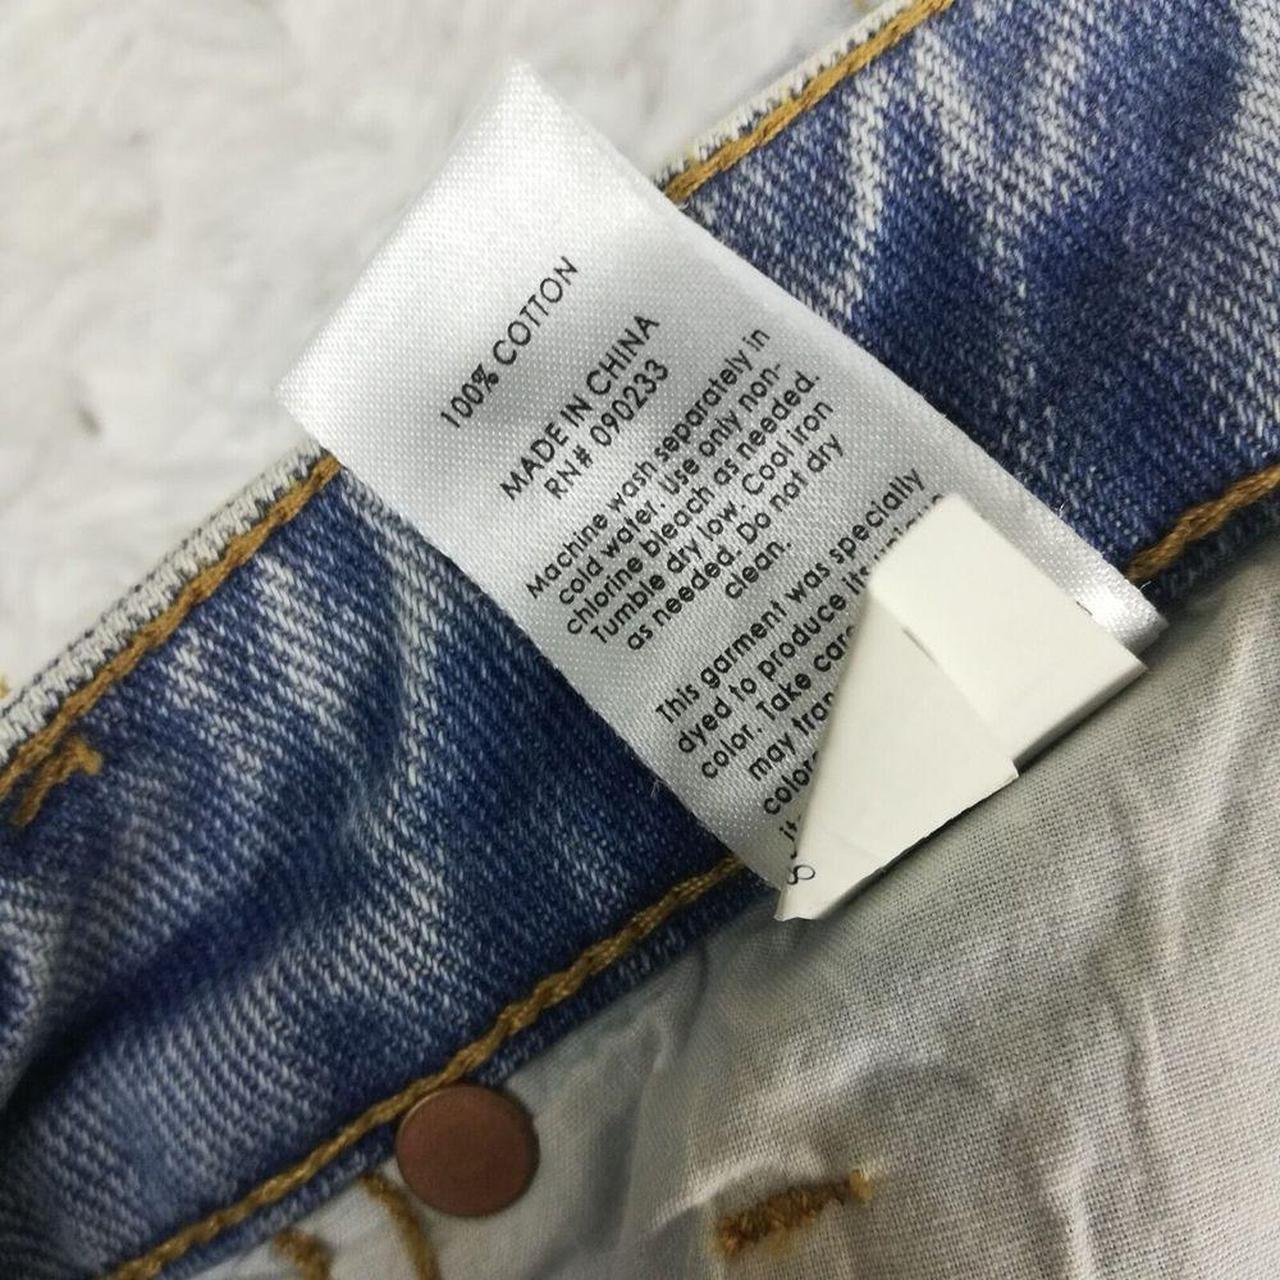 100% COTTON
MADE IN CHINA
RN# 090233
Machine wash separately in
cold water. Use only non-
chlorine bleach as needed.
Tumble dry low. Cool iron
as needed. Do not dry
clean.
This garment was specially
dyed to produce its
color. Take
may